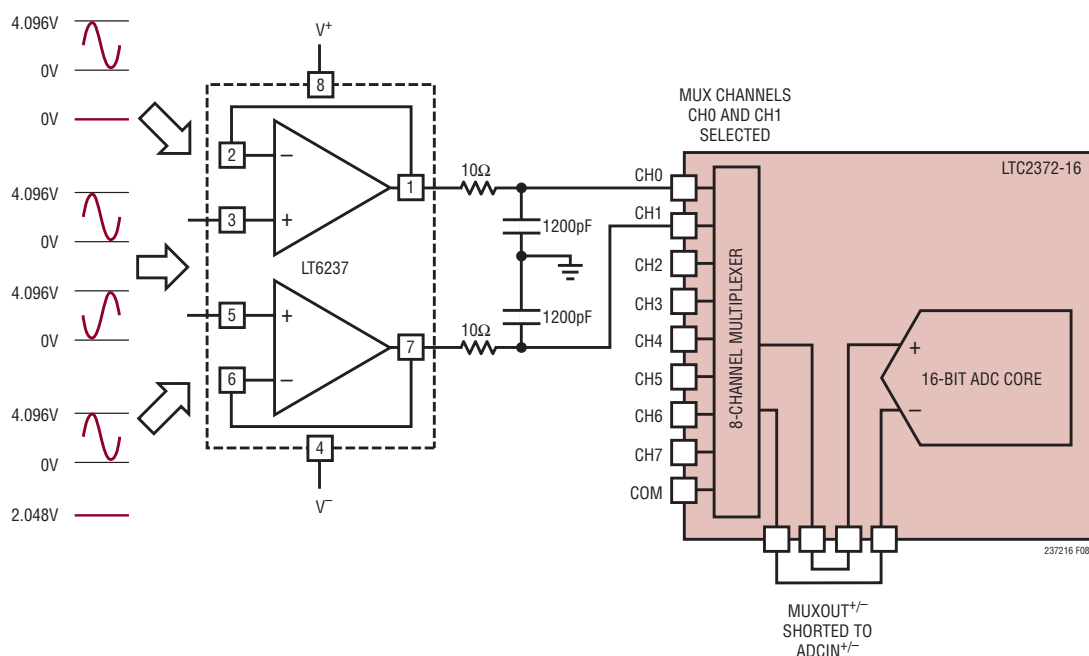 4.096V
0V
0V
4.096V
0V
4.096V
0V
4.096V
0V
2.048V
V+
8
2
−
3
+
1
LT6237
5
+
6
−
7
4
V−
10Ω
1200pF
1200pF
10Ω
MUX CHANNELS
CH0 AND CH1
SELECTED
LTC2372-16
CH0
CH1
CH2
CH3
CH4
CH5
CH6
CH7
COM
8-CHANNEL MULTIPLEXER
+
16-BIT ADC CORE
−
237216 F08
MUXOUT+/−
SHORTED TO
ADCIN+/−